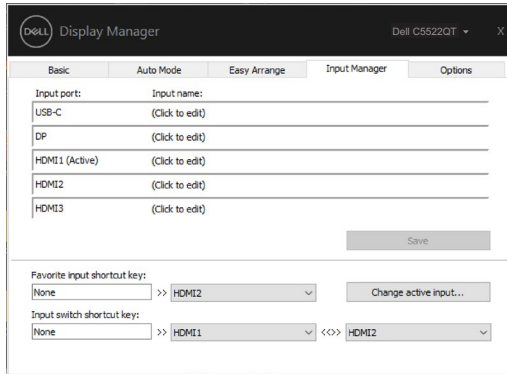 DELL Display Manager Dell C5522QT X
Basic Auto Mode Easy Arrange Input Manager Options
Input port: Input name:
USB-C (Click to edit)
DP (Click to edit)
HDMI1 (Active) (Click to edit)
HDMI2 (Click to edit)
HDMI3 (Click to edit)
Save
Favorite input shortcut key:
None >> HDMI2 Change active input...
Input switch shortcut key:
None >> HDMI1 <<>> HDMI2